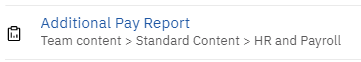 Additional Pay Report
Team content > Standard Content > HR and Payroll